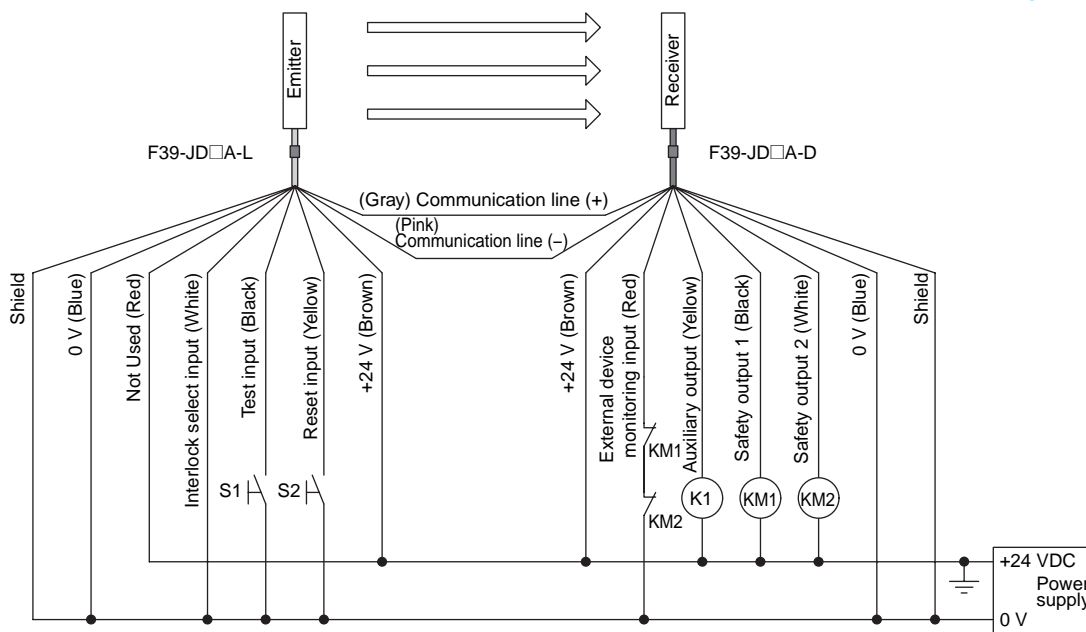 Emitter
Receiver
F39-JD□A-L
F39-JD□A-D
(Gray) Communication line (+)
(Pink)
Communication line (–)
Shield
0 V (Blue)
Not Used (Red)
Interlock select input (White)
Test input (Black)
Reset input (Yellow)
+24 V (Brown)
+24 V (Brown)
External device
monitoring input (Red)
Auxiliary output (Yellow)
Safety output 1 (Black)
Safety output 2 (White)
0 V (Blue)
Shield
S1
S2
KM1
KM2
K1
KM1
KM2
+24 VDC
Power
supply
0 V